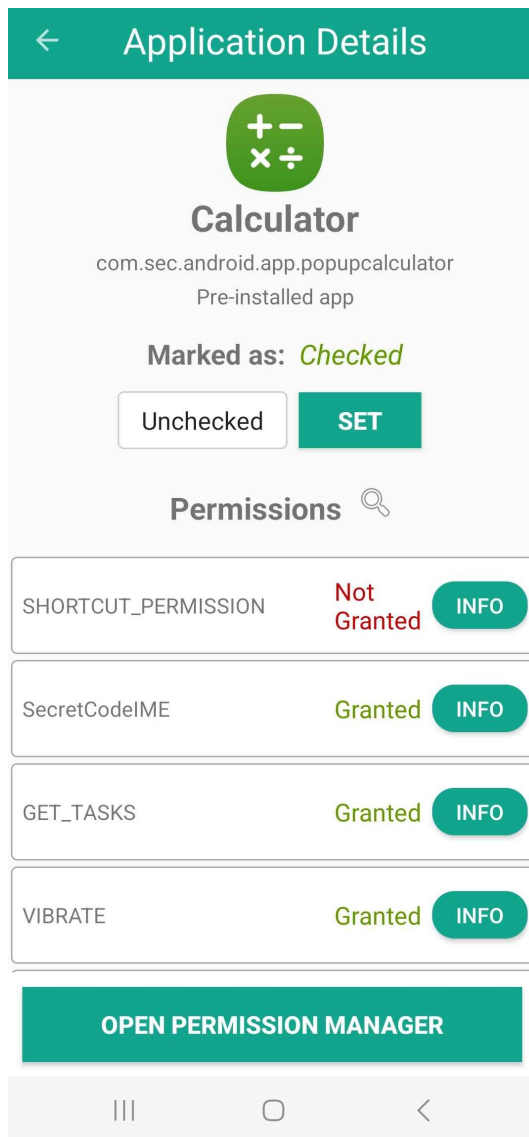 Application Details
Calculator
com.sec.android.app.popupcalculator
Pre-installed app
Marked as: Checked
Unchecked
SET
Permissions
SHORTCUT_PERMISSION
Not
Granted
INFO
SecretCodeIME
Granted
INFO
GET_TASKS
Granted
INFO
VIBRATE
Granted
INFO
OPEN PERMISSION MANAGER